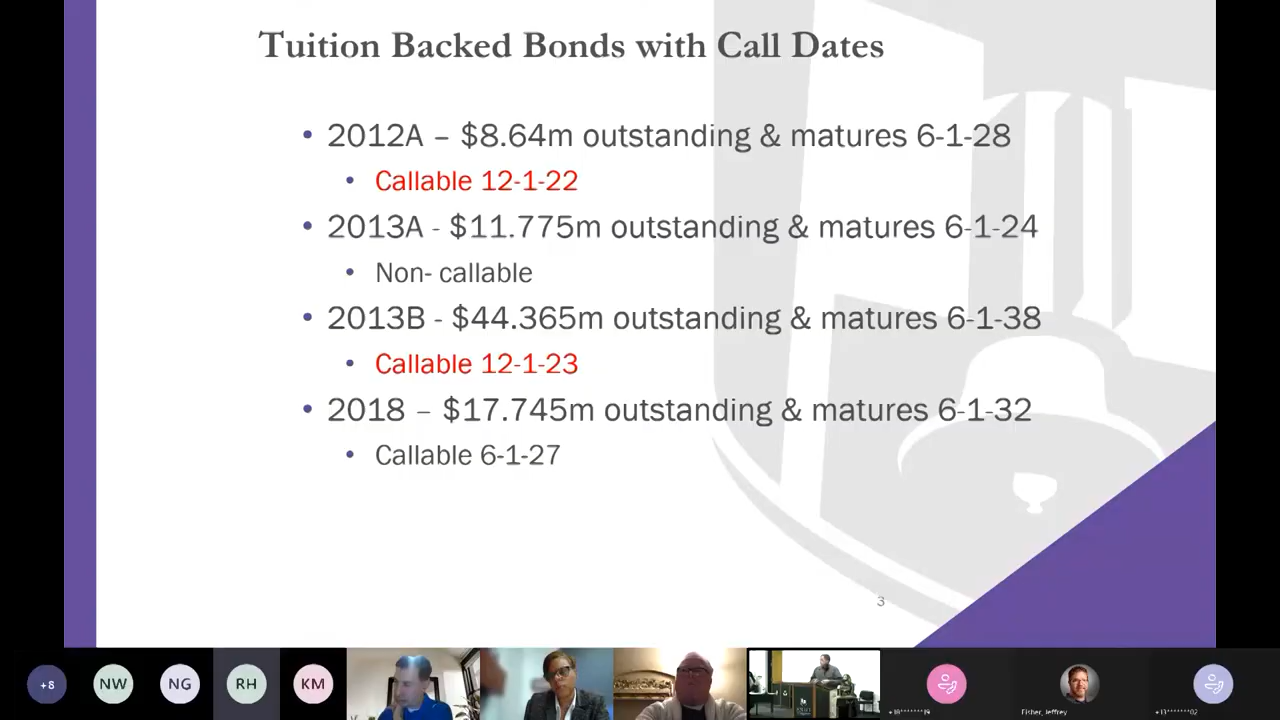 Tuition Backed Bonds with Call Dates
• 2012A – $8.64m outstanding & matures 6-1-28
• Callable 12-1-22
• 2013A - $11.775m outstanding & matures 6-1-24
• Non- callable
• 2013B - $44.365m outstanding & matures 6-1-38
• Callable 12-1-23
• 2018 – $17.745m outstanding & matures 6-1-32
• Callable 6-1-27
3
+8 NW NG RH KM
Fisher, Jeffrey